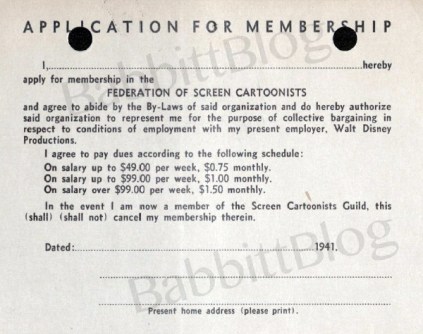 APPLICATION FOR MEMBERSHIP
I,......................................................................................hereby
apply for membership in the
FEDERATION OF SCREEN CARTOONISTS
and agree to abide by the By-Laws of said organization and do hereby authorize
said organization to represent me for the purpose of collective bargaining in
respect to conditions of employment with my present employer, Walt Disney
Productions.
I agree to pay dues according to the following schedule:
On salary up to $49.00 per week, $0.75 monthly.
On salary up to $99.00 per week, $1.00 monthly.
On salary over $99.00 per week, $1.50 monthly.
In the event I am now a member of the Screen Cartoonists Guild, this
(shall) (shall not) cancel my membership therein.
Dated:......................................................................1941.
Present home address (please print).
BabbittBlog
BabbittBlog